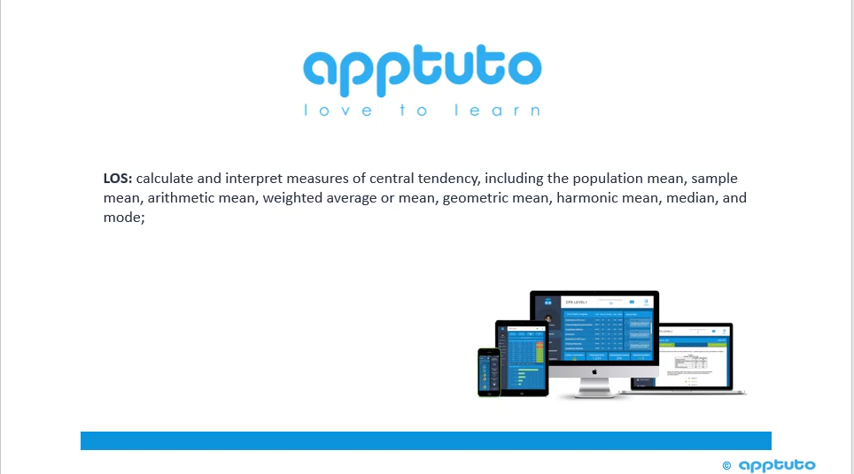 apptuto
love to learn
LOS: calculate and interpret measures of central tendency, including the population mean, sample
mean, arithmetic mean, weighted average or mean, geometric mean, harmonic mean, median, and
mode;
© apptuto